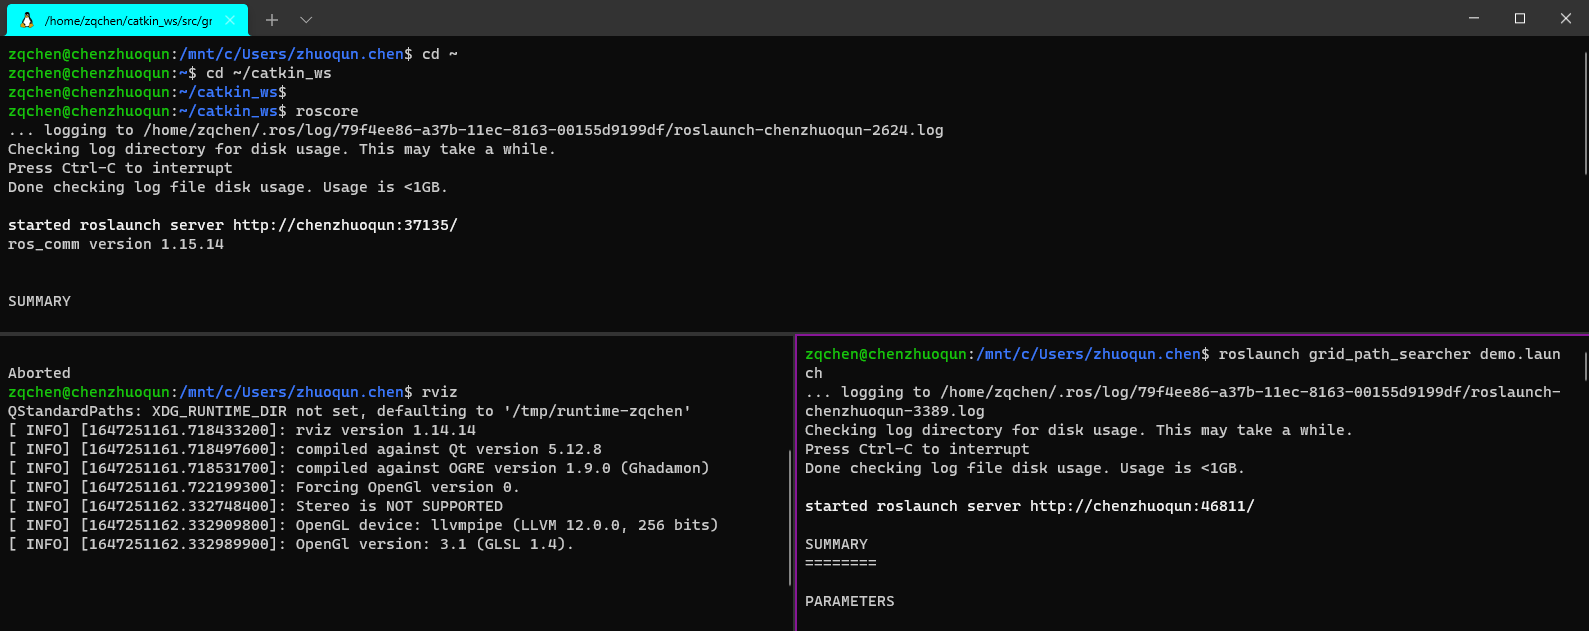 /home/zqchen/catkin_ws/src/gr
zqchen@chenzhuoqun:/mnt/c/Users/zhuoqun.chen$ cd ~
zqchen@chenzhuoqun:~$ cd ~/catkin_ws
zqchen@chenzhuoqun:~/catkin_ws$
zqchen@chenzhuoqun:~/catkin_ws$ roscore
... logging to /home/zqchen/.ros/log/79f4ee86-a37b-11ec-8163-00155d9199df/roslaunch-chenzhuoqun-2624.log
Checking log directory for disk usage. This may take a while.
Press Ctrl-C to interrupt
Done checking log file disk usage. Usage is <1GB.
started roslaunch server http://chenzhuoqun:37135/
ros_comm version 1.15.14
SUMMARY
Aborted
zqchen@chenzhuoqun:/mnt/c/Users/zhuoqun.chen$ rviz
QStandardPaths: XDG_RUNTIME_DIR not set, defaulting to '/tmp/runtime-zqchen'
[ INFO] [1647251161.718433200]: rviz version 1.14.14
[ INFO] [1647251161.718497600]: compiled against Qt version 5.12.8
[ INFO] [1647251161.718531700]: compiled against OGRE version 1.9.0 (Ghadamon)
[ INFO] [1647251161.722199300]: Forcing OpenGl version 0.
[ INFO] [1647251162.332748400]: Stereo is NOT SUPPORTED
[ INFO] [1647251162.332909800]: OpenGL device: llvmpipe (LLVM 12.0.0, 256 bits)
[ INFO] [1647251162.332989900]: OpenGl version: 3.1 (GLSL 1.4).
zqchen@chenzhuoqun:/mnt/c/Users/zhuoqun.chen$ roslaunch grid_path_searcher demo.laun
ch
... logging to /home/zqchen/.ros/log/79f4ee86-a37b-11ec-8163-00155d9199df/roslaunch-
chenzhuoqun-3389.log
Checking log directory for disk usage. This may take a while.
Press Ctrl-C to interrupt
Done checking log file disk usage. Usage is <1GB.
started roslaunch server http://chenzhuoqun:46811/
SUMMARY
========
PARAMETERS